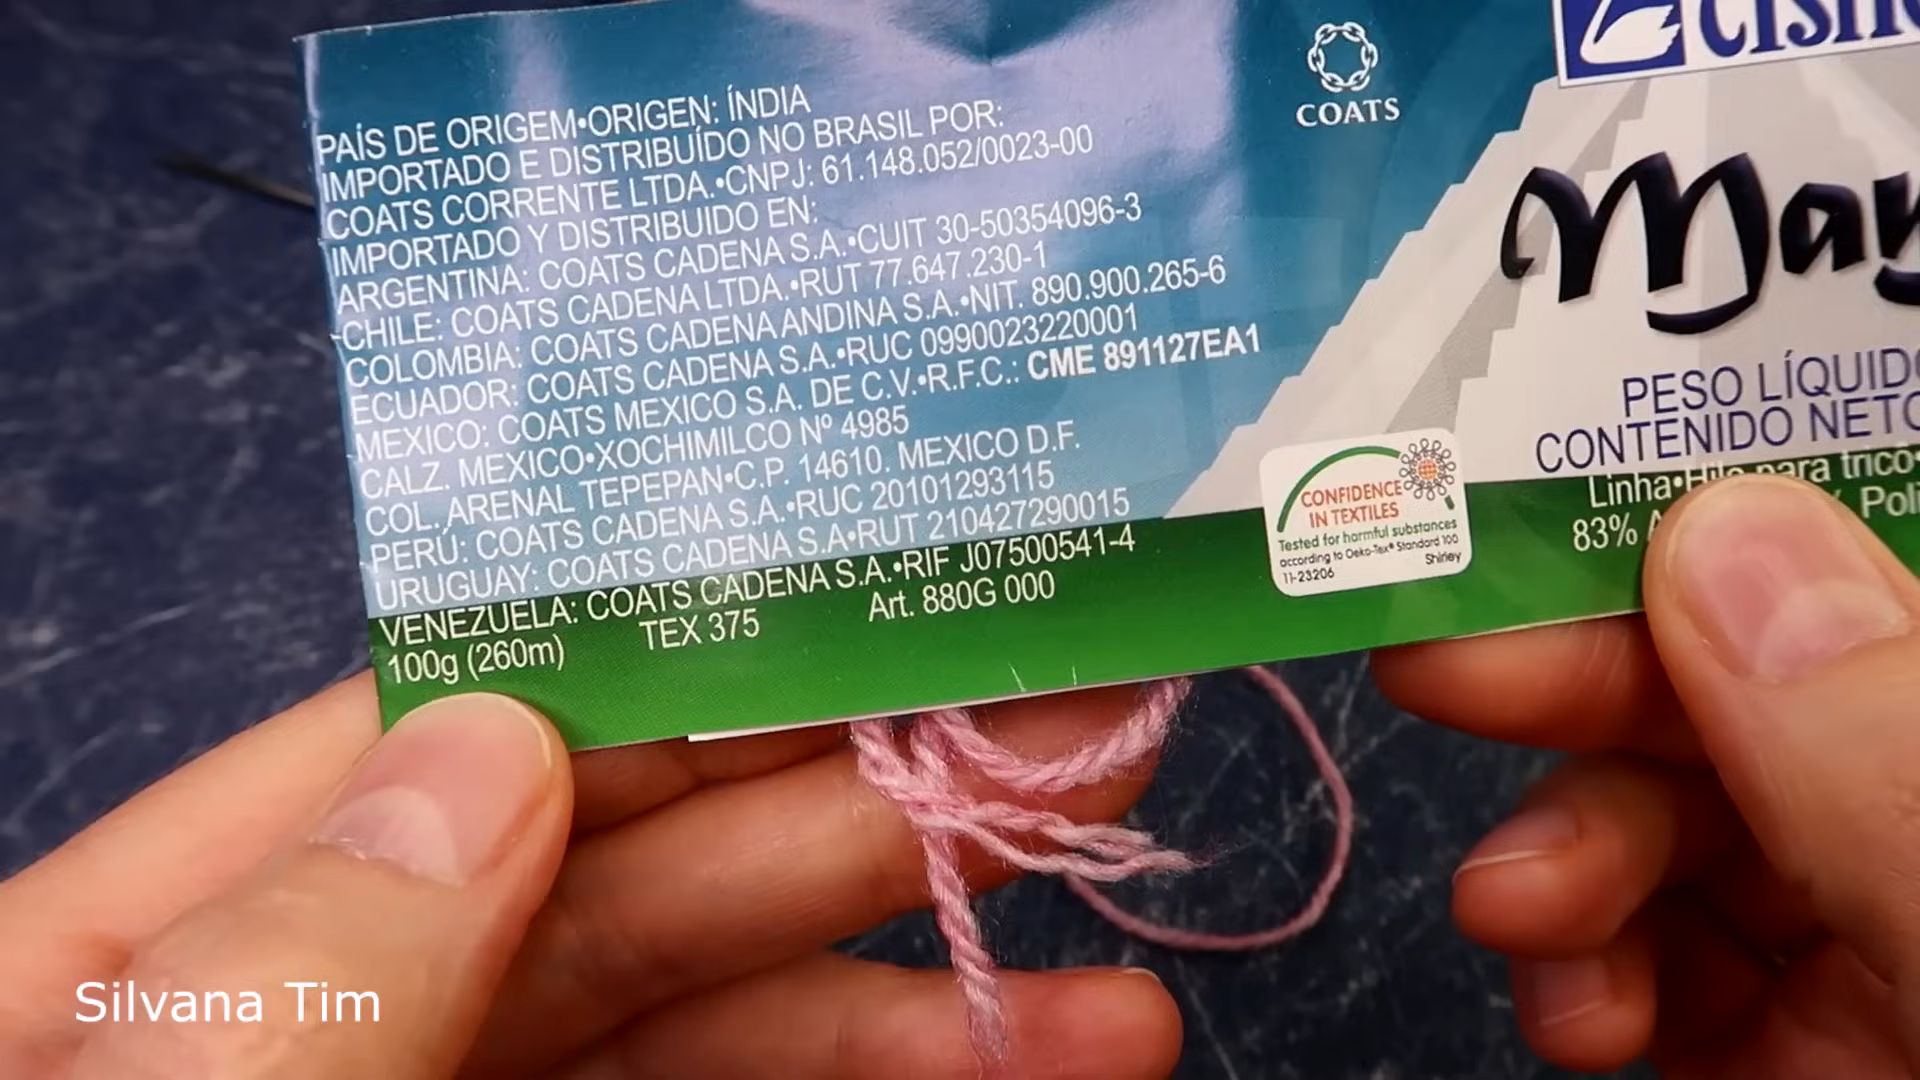 PAÍS DE ORIGEM•ORIGEN: ÍNDIA
IMPORTADO E DISTRIBUÍDO NO BRASIL POR:
COATS CORRENTE LTDA.•CNPJ: 61.148.052/0023-00
IMPORTADO Y DISTRIBUIDO EN:
ARGENTINA: COATS CADENA S.A.•CUIT 30-50354096-3
CHILE: COATS CADENA LTDA.•RUT 77.647.230-1
COLOMBIA: COATS CADENA ANDINA S.A.•NIT. 890.900.265-6
ECUADOR: COATS CADENA S.A.•RUC 0990023220001
MEXICO: COATS MEXICO S.A. DE C.V.•R.F.C.: CME 891127EA1
CALZ. MEXICO•XOCHIMILCO Nº 4985
COL. ARENAL TEPEPAN•C.P. 14610. MEXICO D.F.
PERÚ: COATS CADENA S.A.•RUC 20101293115
URUGUAY: COATS CADENA S.A•RUT 210427290015
VENEZUELA: COATS CADENA S.A.•RIF J07500541-4
100g (260m) TEX 375 Art. 880G 000
COATS
CONFIDENCE
IN TEXTILES
Tested for harmful substances
according to Oeko-Tex® Standard 100
11-23206 Shirley
PESO LÍQUIDO
CONTENIDO NETO
Linha•Hilo para tricô•
83%
Silvana Tim